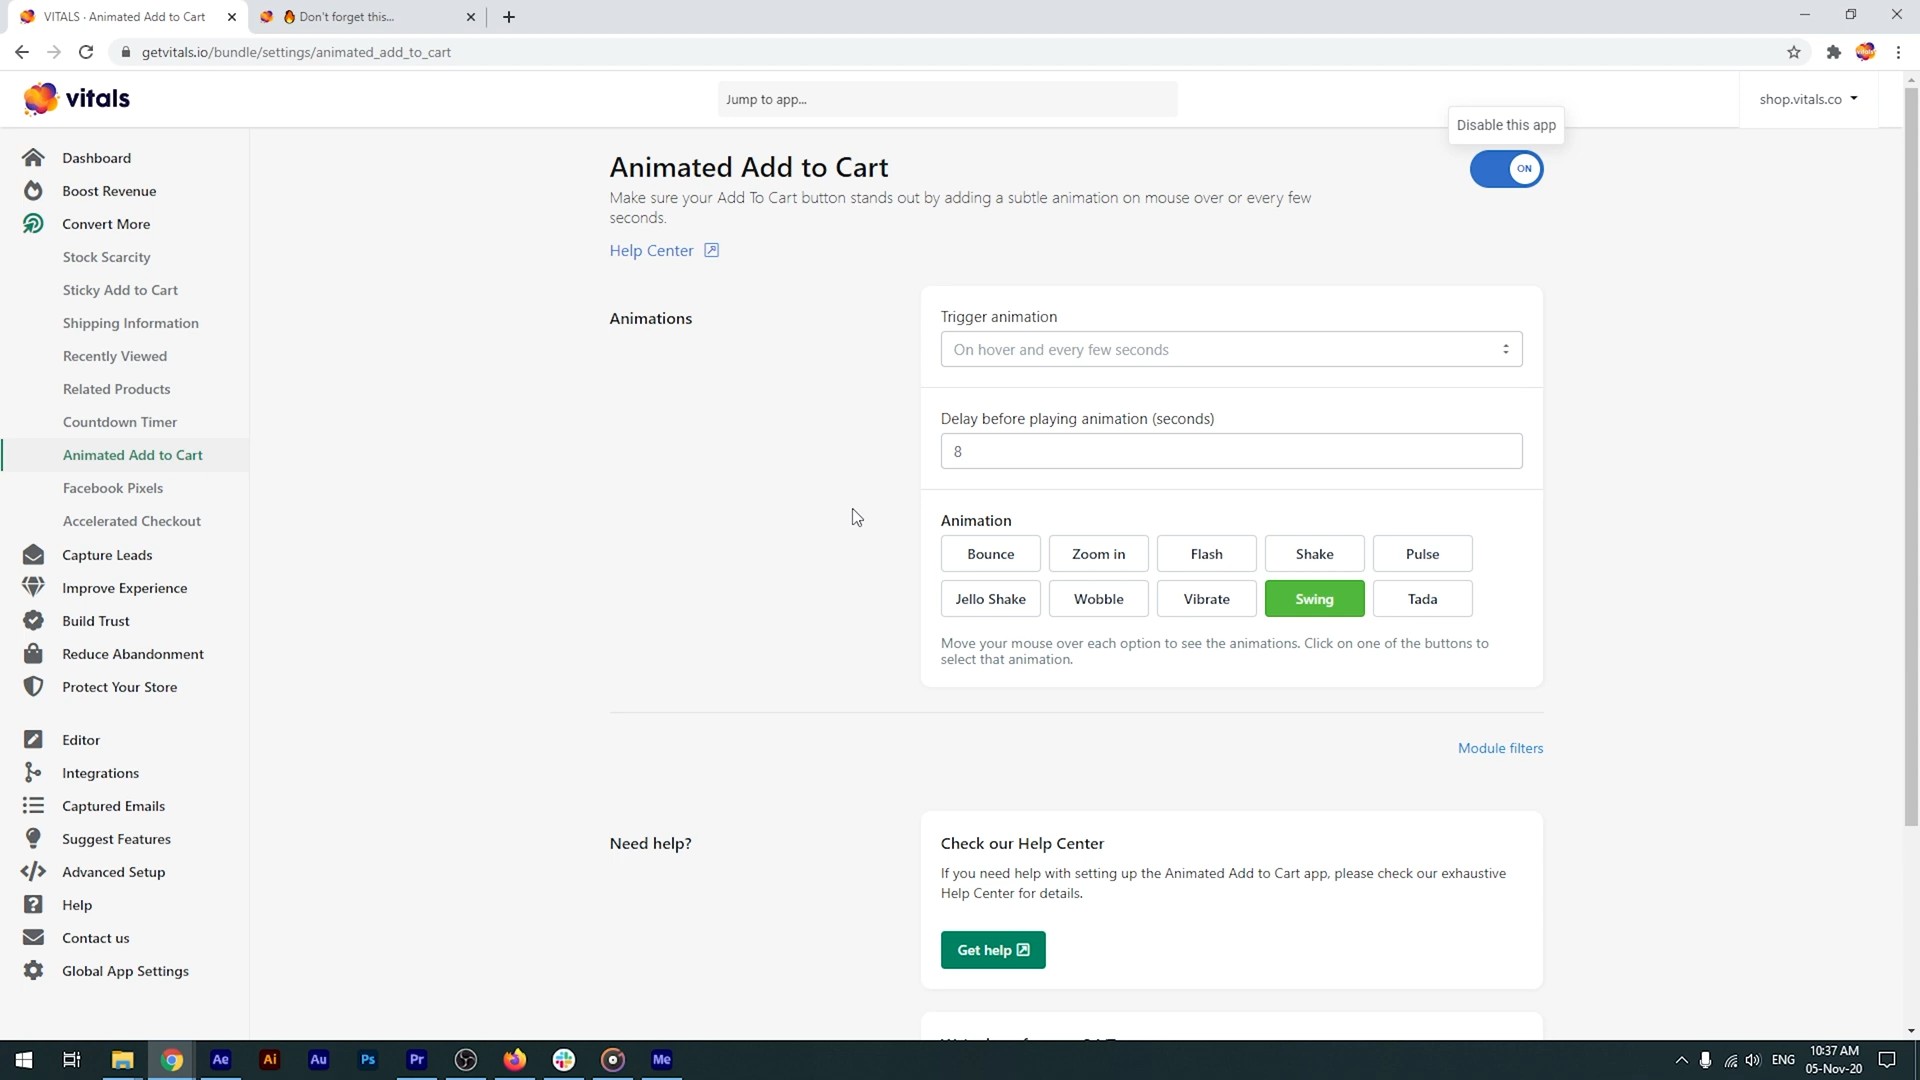 VITALS · Animated Add to Cart
Don't forget this...
getvitals.io/bundle/settings/animated_add_to_cart
vitals
Jump to app...
shop.vitals.co
Disable this app
ON
Dashboard
Boost Revenue
Convert More
Stock Scarcity
Sticky Add to Cart
Shipping Information
Recently Viewed
Related Products
Countdown Timer
Animated Add to Cart
Facebook Pixels
Accelerated Checkout
Capture Leads
Improve Experience
Build Trust
Reduce Abandonment
Protect Your Store
Editor
Integrations
Captured Emails
Suggest Features
Advanced Setup
Help
Contact us
Global App Settings
Animated Add to Cart
Make sure your Add To Cart button stands out by adding a subtle animation on mouse over or every few
seconds.
Help Center
Animations
Trigger animation
On hover and every few seconds
Delay before playing animation (seconds)
8
Animation
Bounce Zoom in Flash Shake Pulse
Jello Shake Wobble Vibrate Swing Tada
Move your mouse over each option to see the animations. Click on one of the buttons to
select that animation.
Module filters
Need help?
Check our Help Center
If you need help with setting up the Animated Add to Cart app, please check our exhaustive
Help Center for details.
Get help
Ae Ai Au Ps Pr Me
ENG
10:37 AM
05-Nov-20